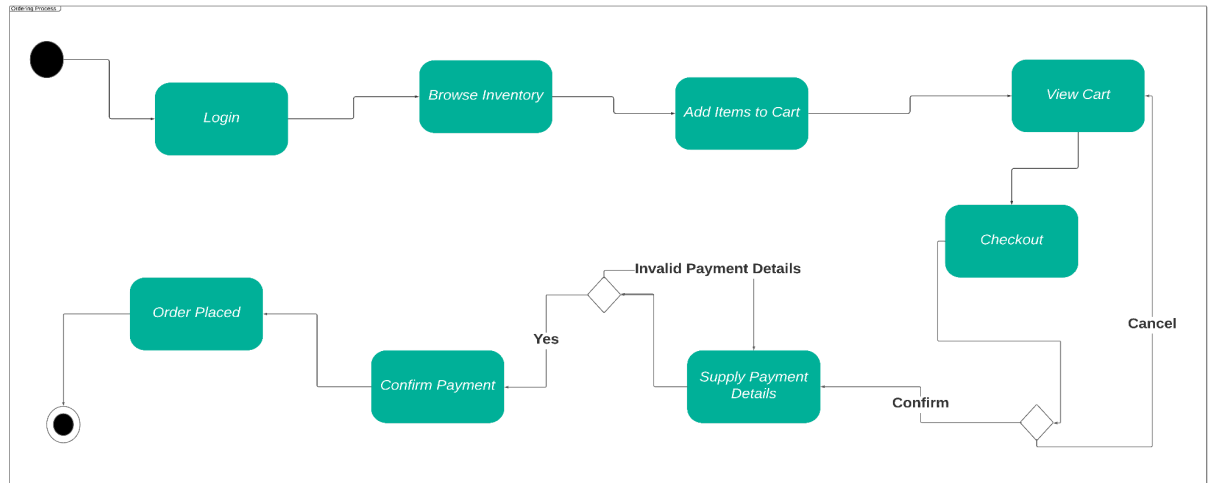 Ordering Process
Login
Browse Inventory
Add Items to Cart
View Cart
Checkout
Cancel
Confirm
Supply Payment
Details
Invalid Payment Details
Yes
Confirm Payment
Order Placed